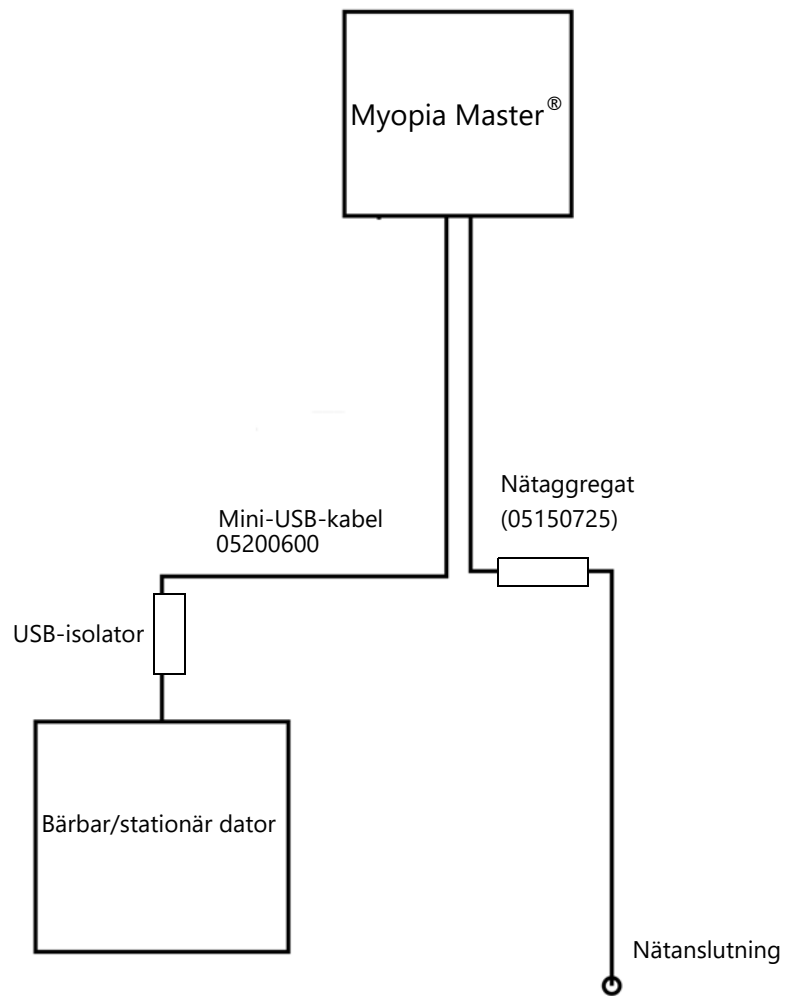 Myopia Master®
Nätaggregat
(05150725)
Mini-USB-kabel
05200600
USB-isolator
Bärbar/stationär dator
Nätanslutning